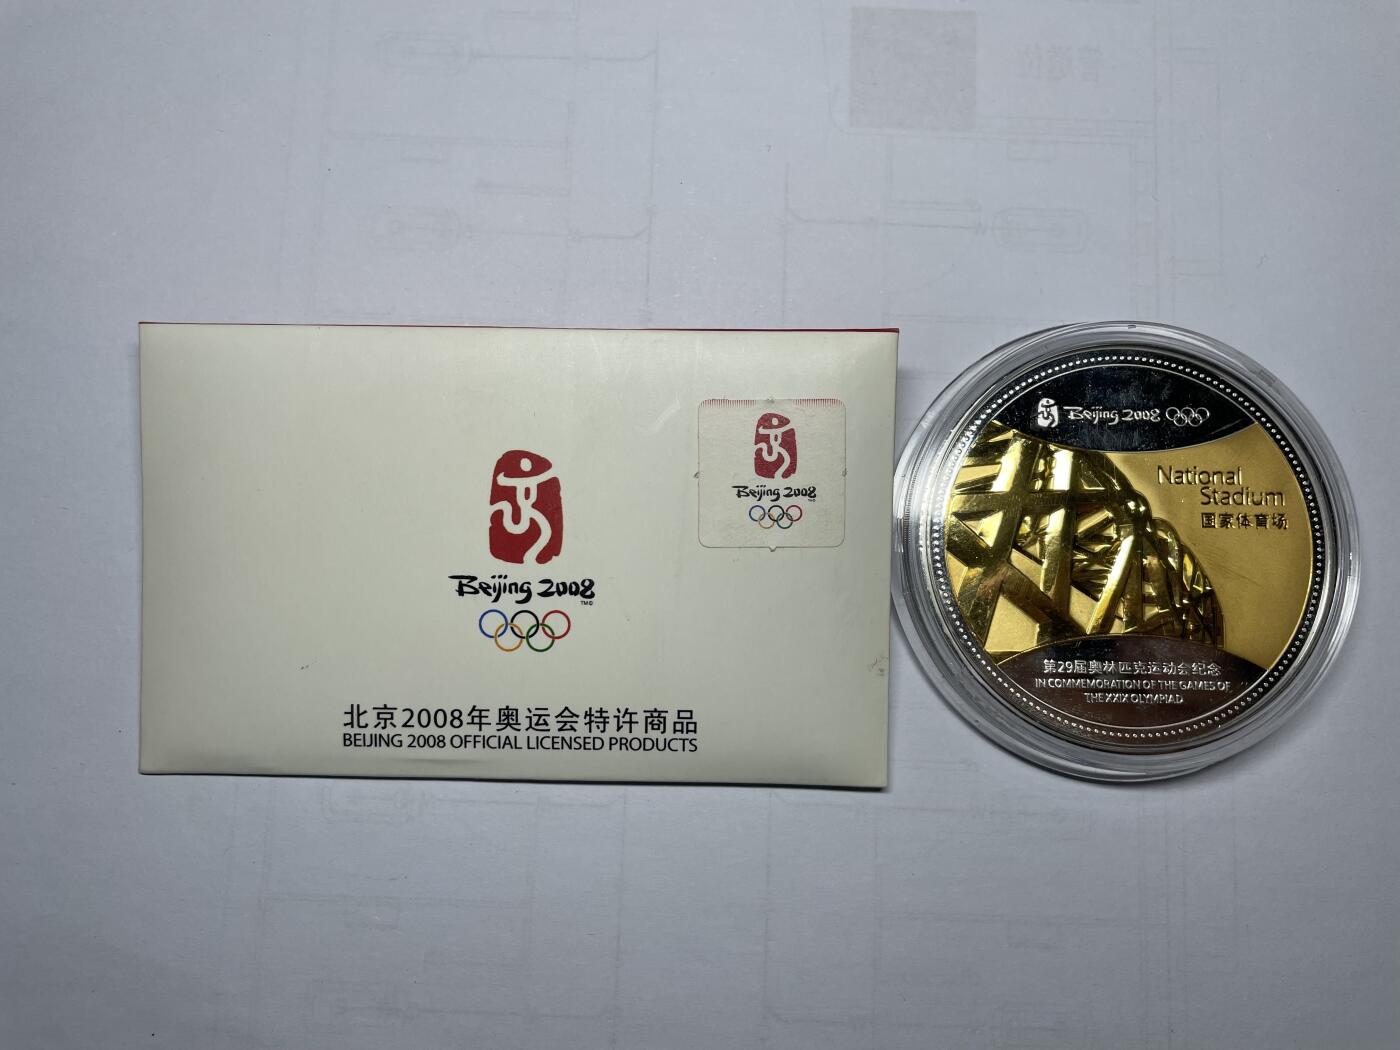 Beijing 2008
TM©
北京2008年奥运会特许商品
BEIJING 2008 OFFICIAL LICENSED PRODUCTS
Beijing 2008
Beijing 2008
National
Stadium
国家体育场
第29届奥林匹克运动会纪念
IN COMMEMORATION OF THE GAMES OF
THE XXIX OLYMPIAD